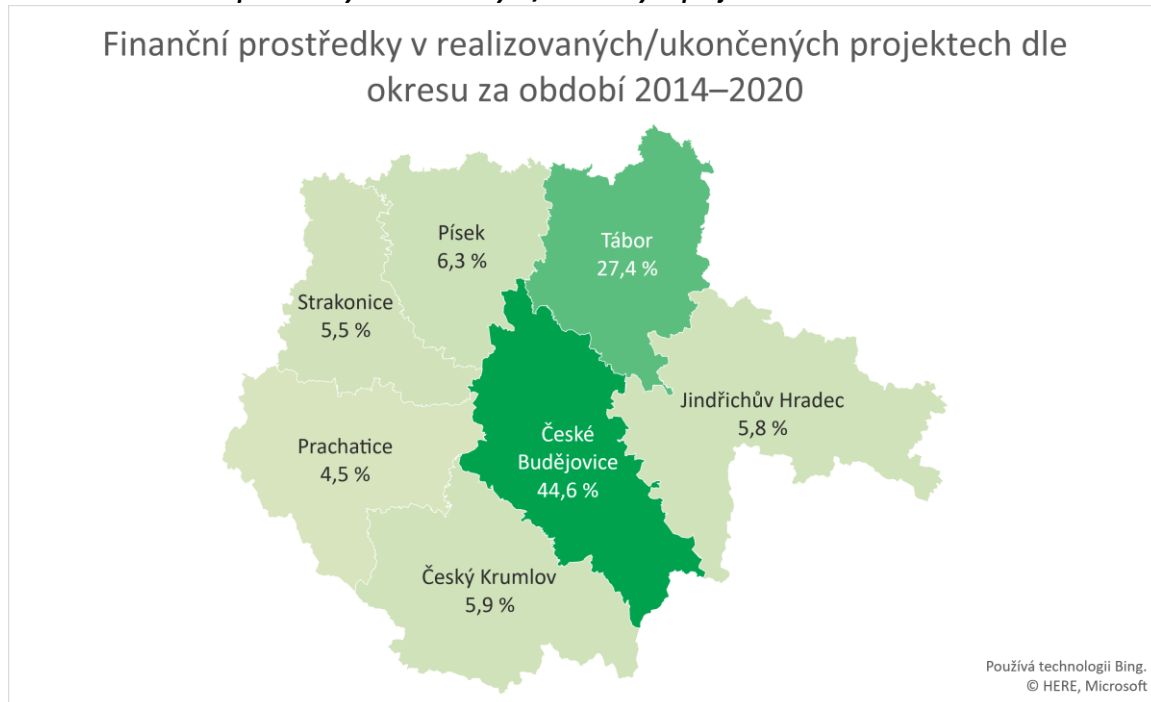 Finanční prostředky v realizovaných/ukončených projektech dle
okresu za období 2014–2020
Písek
6,3 %
Tábor
27,4 %
Strakonice
5,5 %
Jindřichův Hradec
5,8 %
České
Budějovice
44,6 %
Prachatice
4,5 %
Český Krumlov
5,9 %
Používá technologii Bing.
© HERE, Microsoft